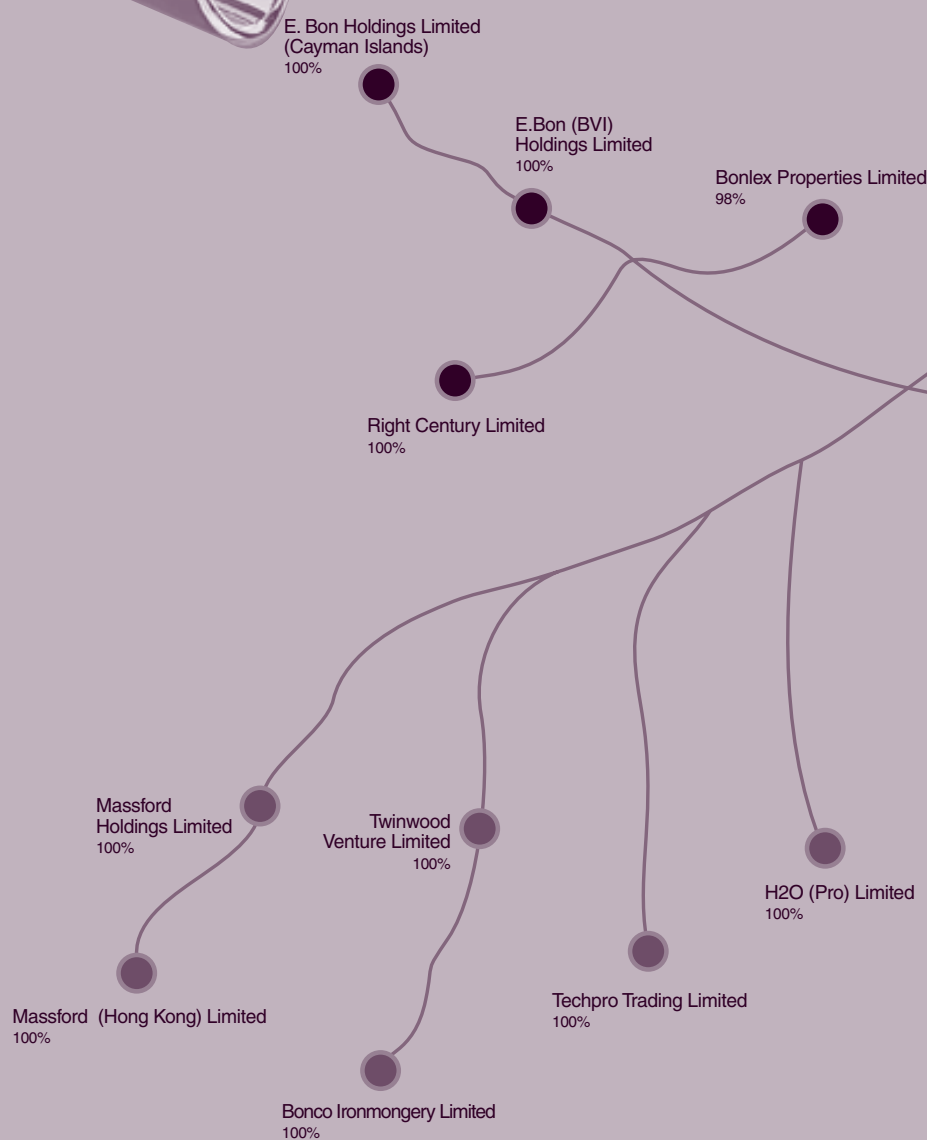 E. Bon Holdings Limited
(Cayman Islands)
100%
E.Bon (BVI)
Holdings Limited
100%
Bonlex Properties Limited
98%
Right Century Limited
100%
Massford
Holdings Limited
100%
Twinwood
Venture Limited
100%
H2O (Pro) Limited
100%
Techpro Trading Limited
100%
Massford (Hong Kong) Limited
100%
Bonco Ironmongery Limited
100%